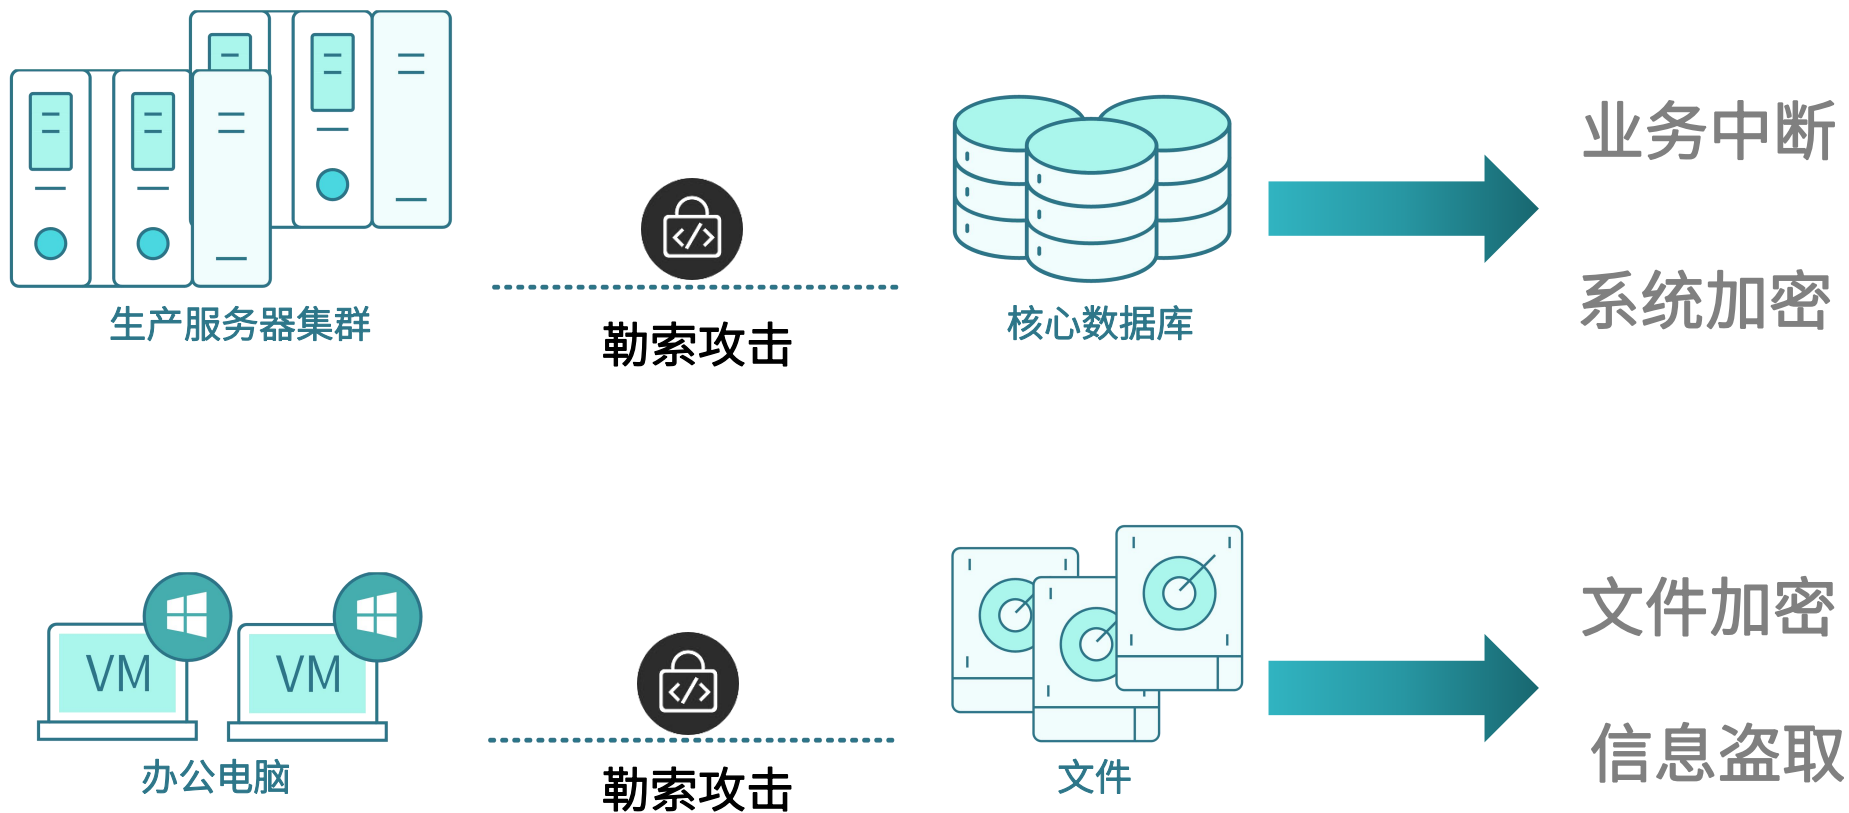 生产服务器集群
勒索攻击
核心数据库
业务中断
系统加密
VM
VM
办公电脑
勒索攻击
文件
文件加密
信息盗取